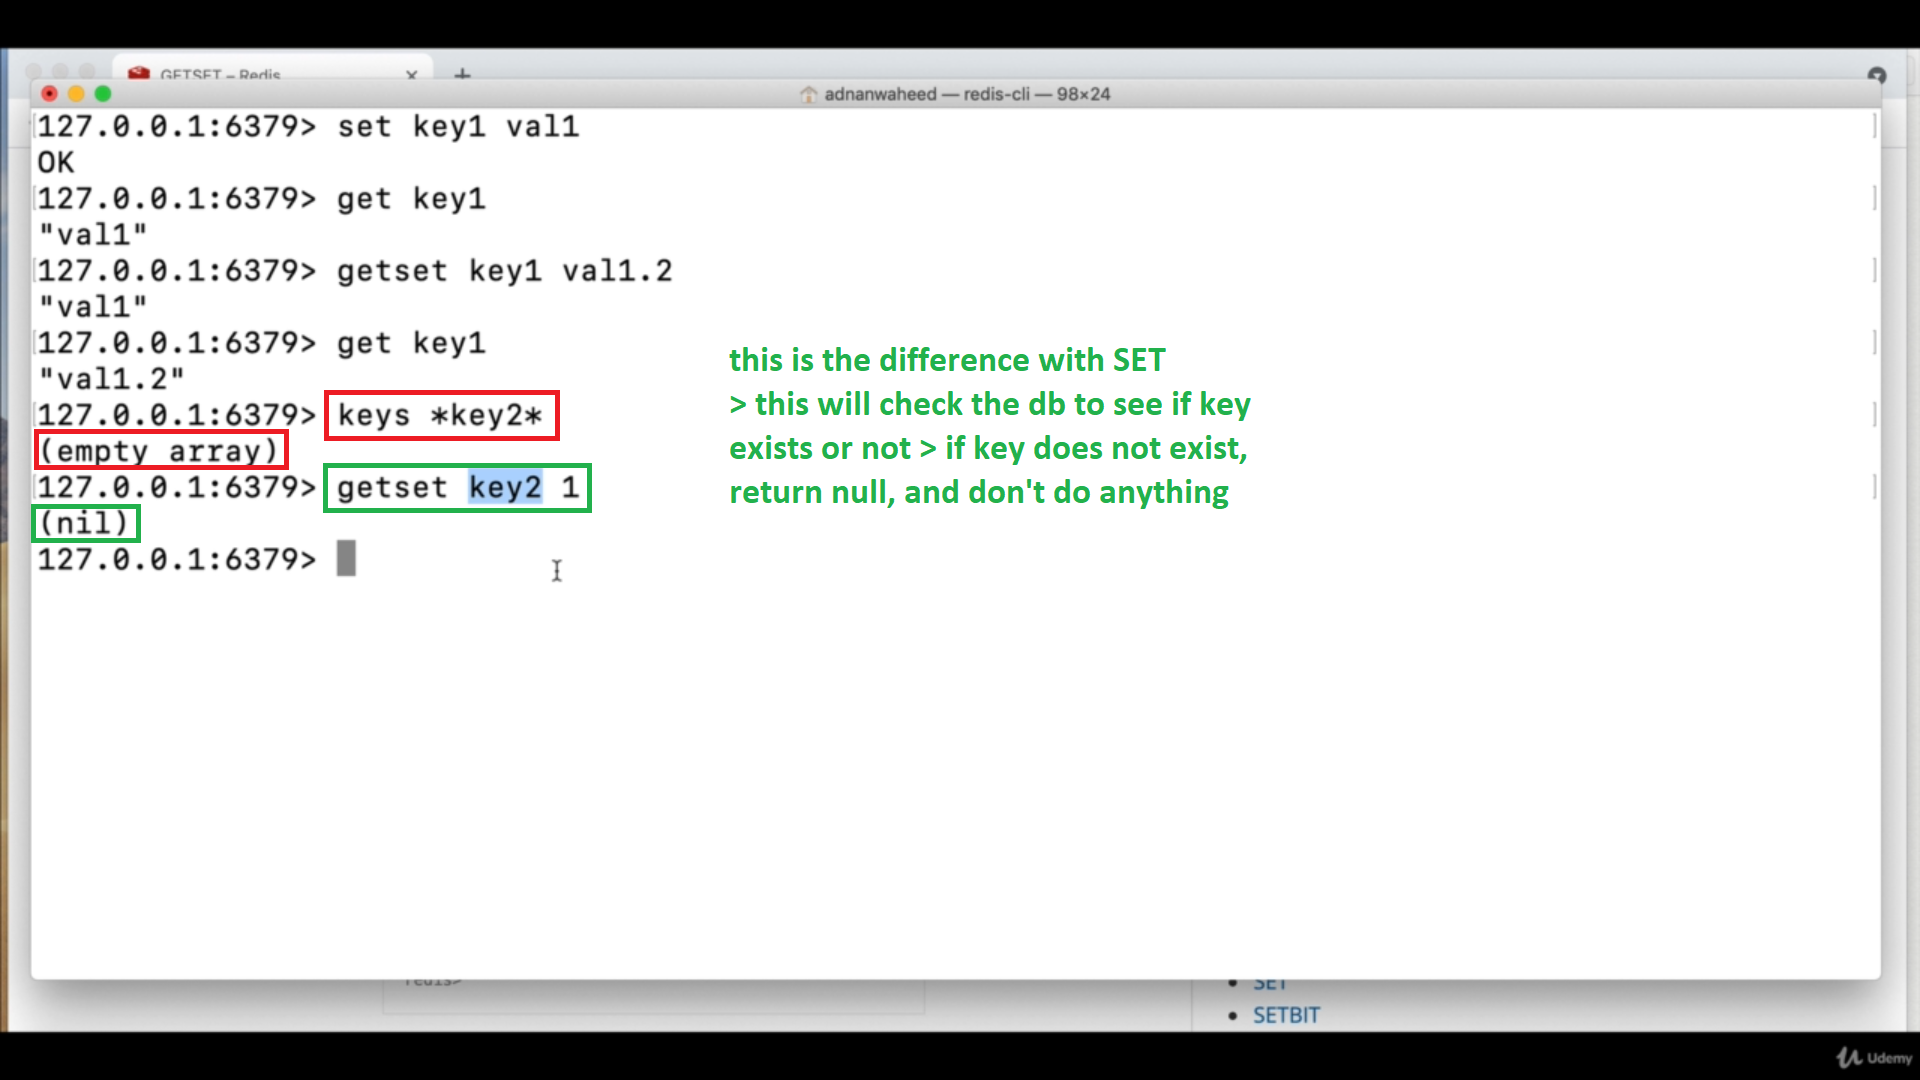 GETSET – Redis
adnanwaheed — redis-cli — 98×24
127.0.0.1:6379> set key1 val1
OK
127.0.0.1:6379> get key1
"val1"
127.0.0.1:6379> getset key1 val1.2
"val1"
127.0.0.1:6379> get key1
"val1.2"
127.0.0.1:6379> keys *key2*
(empty array)
127.0.0.1:6379> getset key2 1
(nil)
127.0.0.1:6379>
this is the difference with SET
> this will check the db to see if key
exists or not > if key does not exist,
return null, and don't do anything
redis>
SET
SETBIT
Udemy